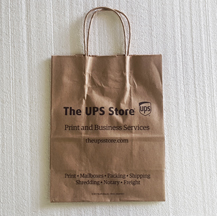 The UPS Store ups
Print and Business Services
theupsstore.com
Print • Mailboxes • Packing • Shipping
Shredding • Notary • Freight